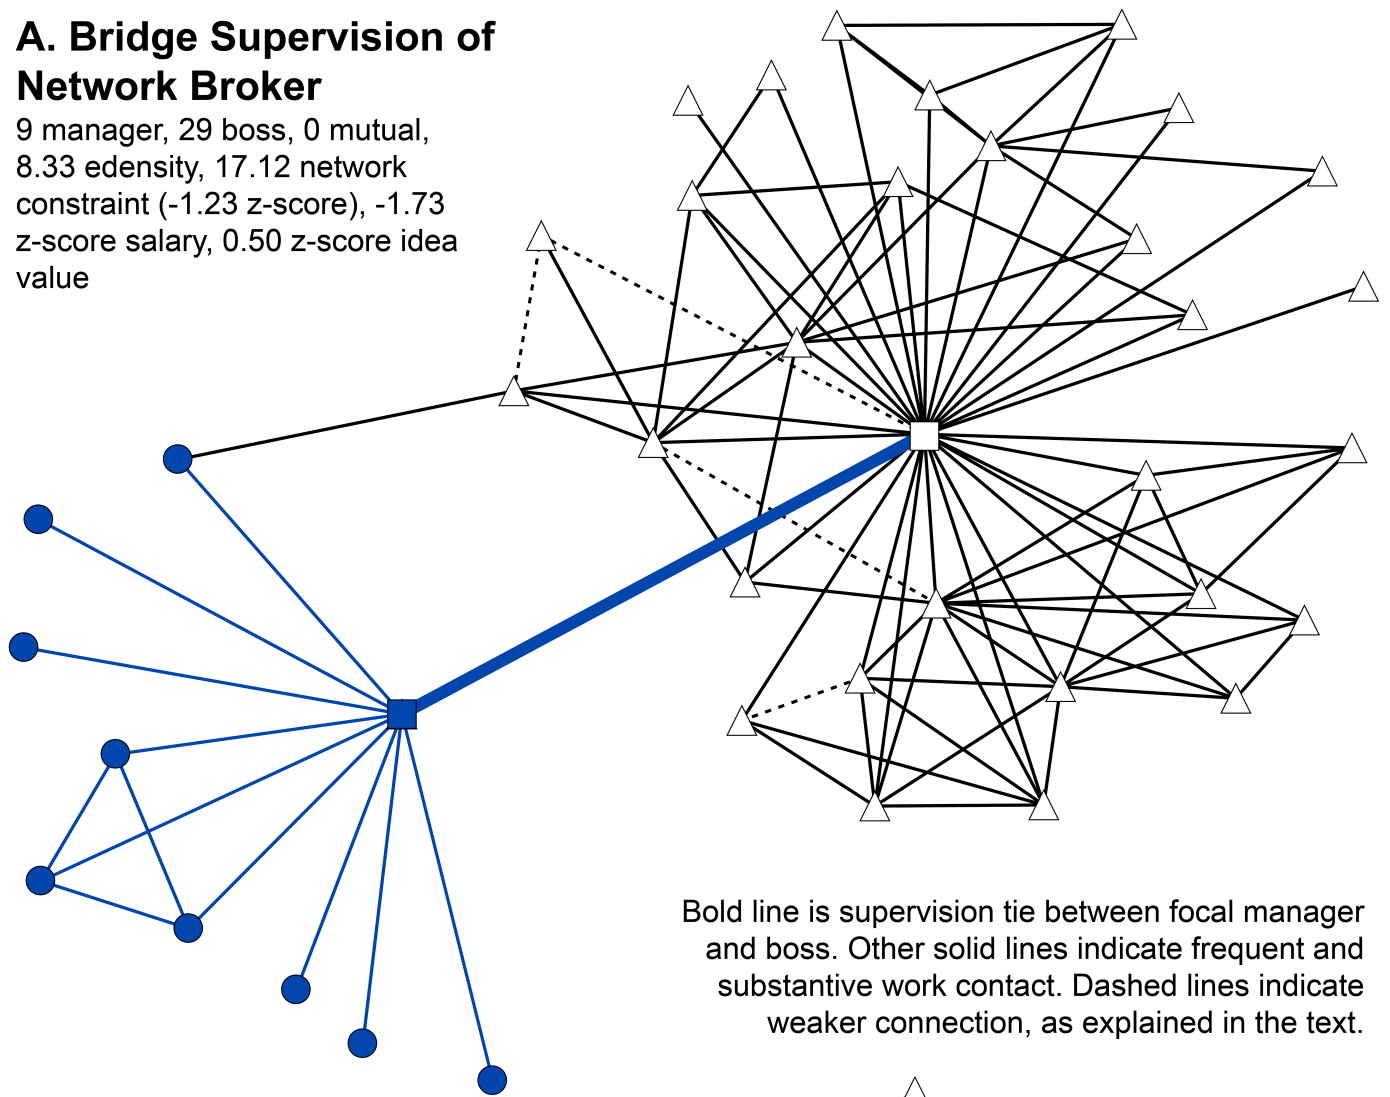 A. Bridge Supervision of
Network Broker
9 manager, 29 boss, 0 mutual,
8.33 edensity, 17.12 network
constraint (-1.23 z-score), -1.73
z-score salary, 0.50 z-score idea
value
Bold line is supervision tie between focal manager
and boss. Other solid lines indicate frequent and
substantive work contact. Dashed lines indicate
weaker connection, as explained in the text.